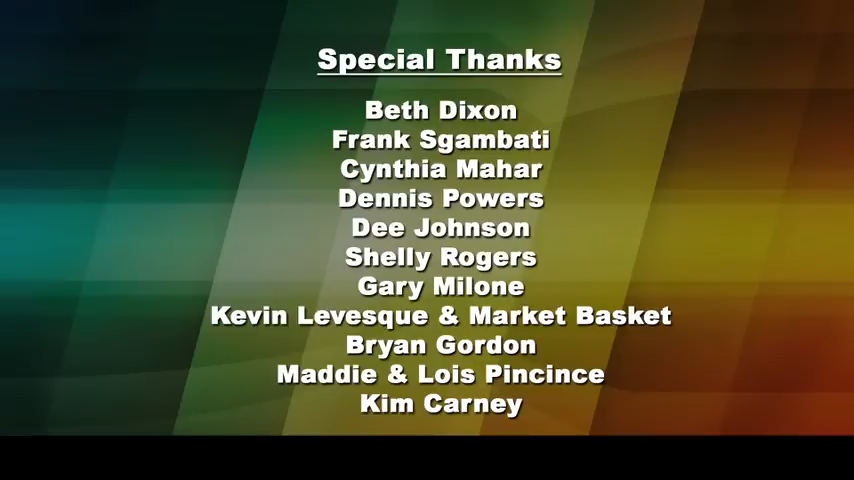 Special Thanks
Beth Dixon
Frank Sgambati
Cynthia Mahar
Dennis Powers
Dee Johnson
Shelly Rogers
Gary Milone
Kevin Levesque & Market Basket
Bryan Gordon
Maddie & Lois Pincince
Kim Carney